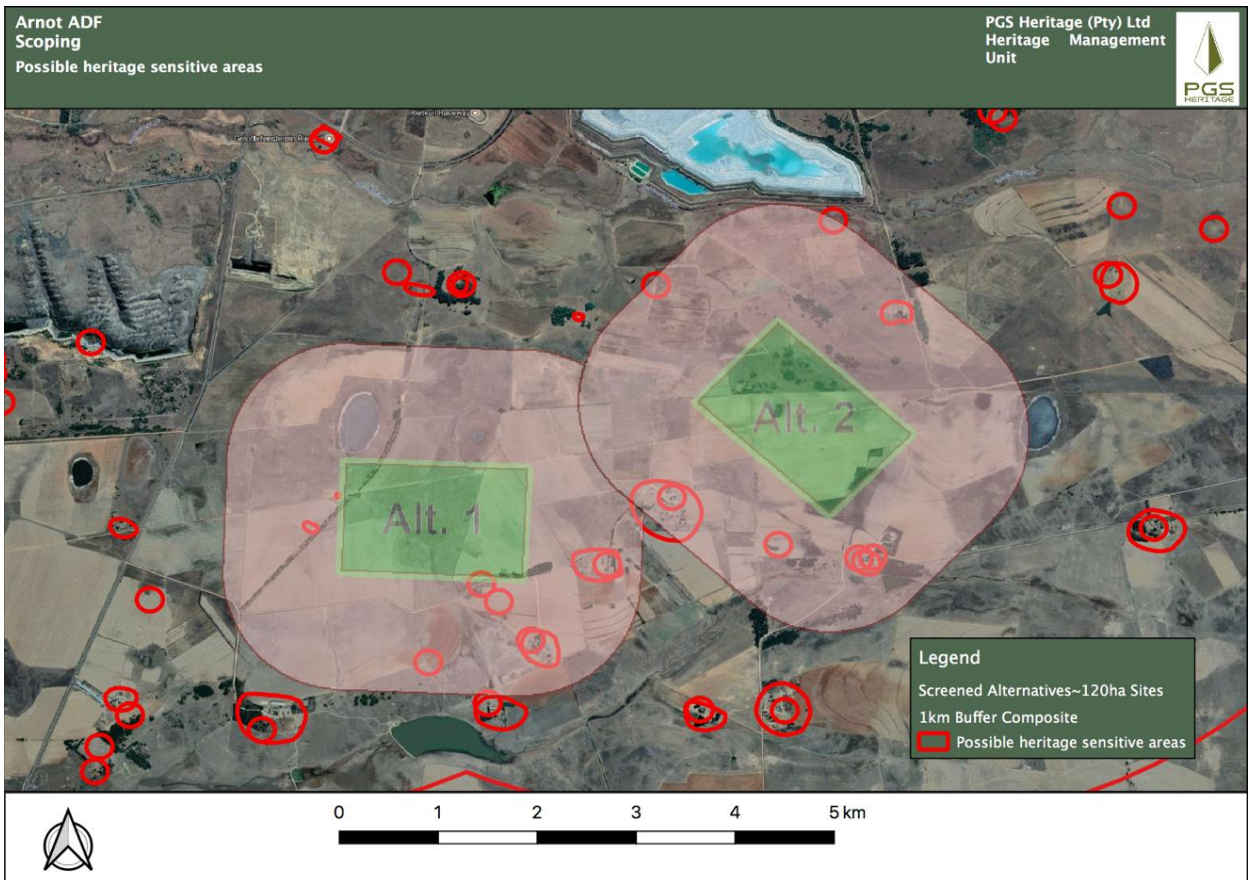 Arnot ADF
Scoping
Possible heritage sensitive areas
PGS Heritage (Pty) Ltd
Heritage Management
Unit
PGS
HERITAGE
Alt. 1
Alt. 2
Legend
Screened Alternatives~120ha Sites
1km Buffer Composite
Possible heritage sensitive areas
0 1 2 3 4 5 km